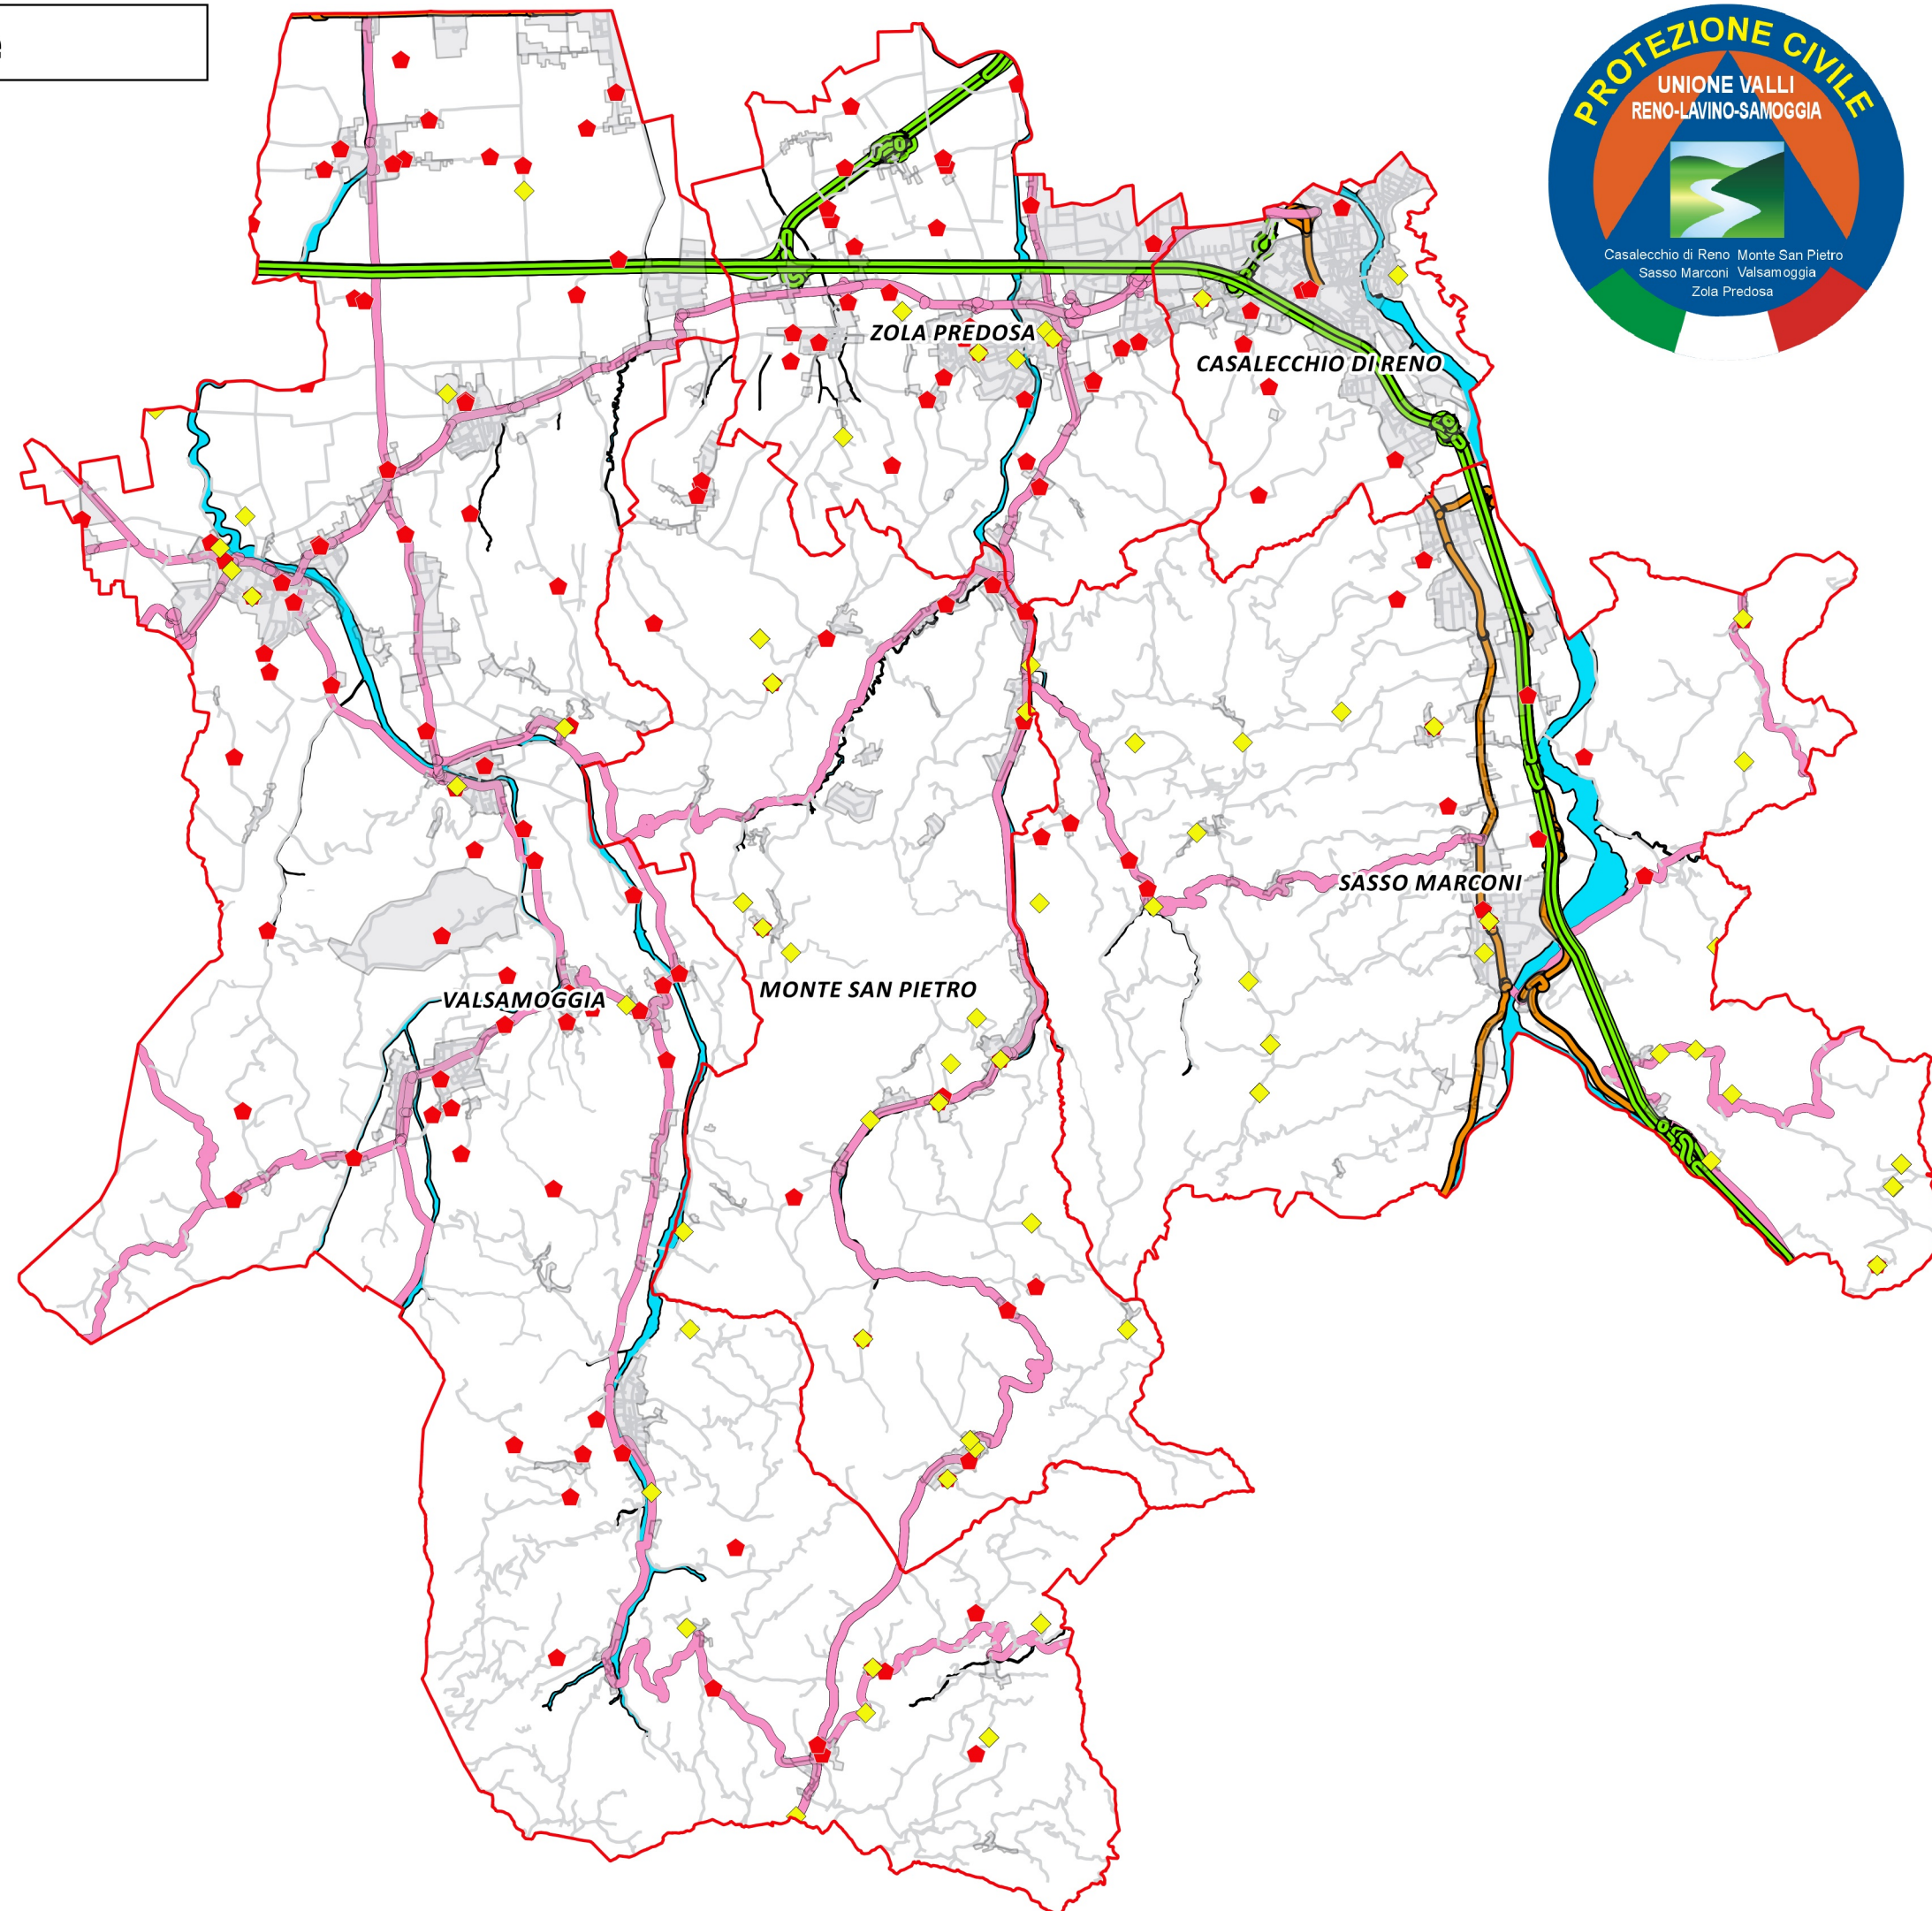 PROTEZIONE CIVILE
UNIONE VALLI
RENO-LAVINO-SAMOGGIA
Casalecchio di Reno Monte San Pietro
Sasso Marconi Valsamoggia
Zola Predosa
ZOLA PREDOSA
CASALECCHIO DI RENO
SASSO MARCONI
VALSAMOGGIA
MONTE SAN PIETRO